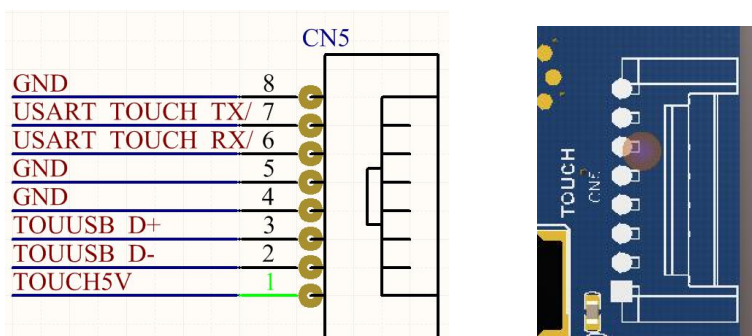 CN5
GND 8
USART TOUCH TX/ 7
USART TOUCH RX/ 6
GND 5
GND 4
TOUUSB D+ 3
TOUUSB D- 2
TOUCH5V 1
TOUCH
CN5